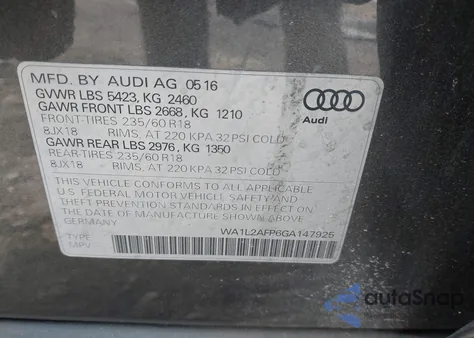 MFD. BY AUDI AG 05 16
GVWR LBS 5423, KG 2460
GAWR FRONT LBS 2668, KG 1210
FRONT-TIRES 235/60 R18
8JX18 RIMS, AT 220 KPA 32 PSI COLD
GAWR REAR LBS 2976, KG 1350
REAR-TIRES 235/60 R18
8JX18 RIMS, AT 220 KPA 32 PSI COLD
Audi
THIS VEHICLE CONFORMS TO ALL APPLICABLE
U.S. FEDERAL MOTOR VEHICLE SAFETY AND
THEFT PREVENTION STANDARDS IN EFFECT ON
THE DATE OF MANUFACTURE SHOWN ABOVE.
GERMANY
WA1L2AFP6GA147925
TYPE
MPV
autoSnap